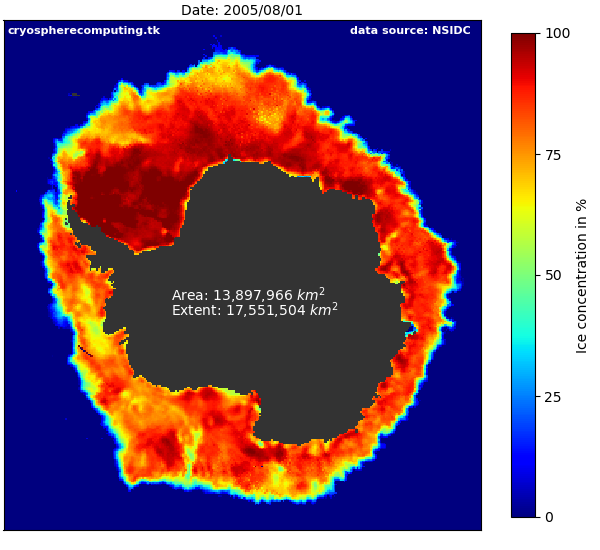 Date: 2005/08/01
cryospherecomputing.tk
data source: NSIDC
100
75
50
25
0
Ice concentration in %
Area: 13,897,966 km²
Extent: 17,551,504 km²